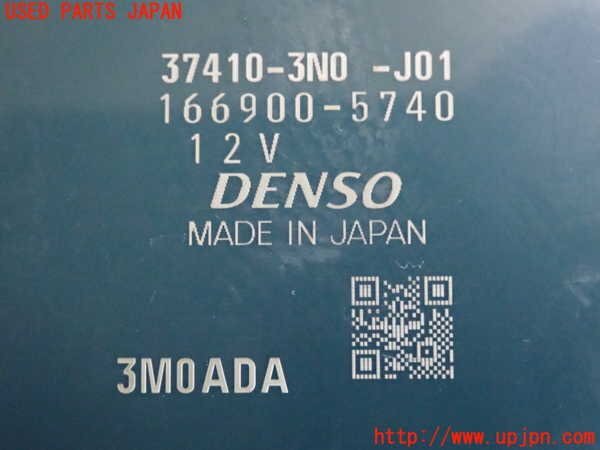 USED PARTS JAPAN
37410-3N0 -J01
166900-5740
12V
DENSO
MADE IN JAPAN
3M0ADA
http://www.upjpn.com/